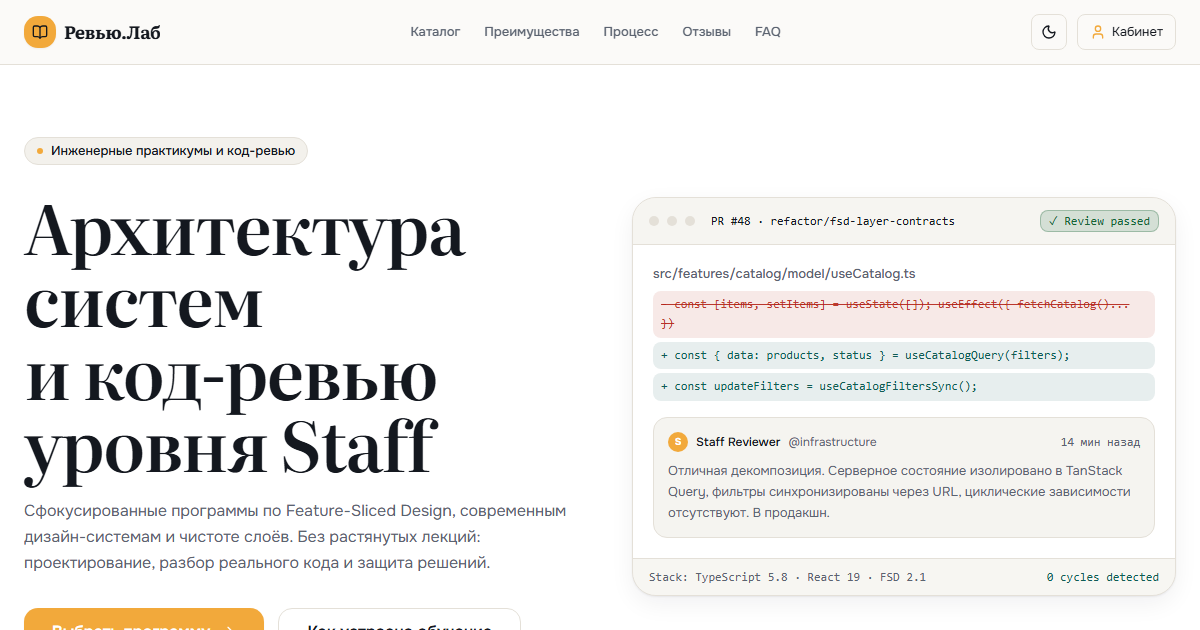 Ревью.Лаб
Каталог Преимущества Процесс Отзывы FAQ
Кабинет
Инженерные практикумы и код-ревью
Архитектура
систем
и код-ревью
уровня Staff
Сфокусированные программы по Feature-Sliced Design, современным
дизайн-системам и чистоте слоёв. Без растянутых лекций:
проектирование, разбор реального кода и защита решений.
Выбрать программу →
Как устроено обучение
PR #48 · refactor/fsd-layer-contracts
✓ Review passed
src/features/catalog/model/useCatalog.ts
- const [items, setItems] = useState([]); useEffect({ fetchCatalog()...
})
+ const { data: products, status } = useCatalogQuery(filters);
+ const updateFilters = useCatalogFiltersSync();
S Staff Reviewer @infrastructure 14 мин назад
Отличная декомпозиция. Серверное состояние изолировано в TanStack
Query, фильтры синхронизированы через URL, циклические зависимости
отсутствуют. В продакшн.
Stack: TypeScript 5.8 · React 19 · FSD 2.1
0 cycles detected